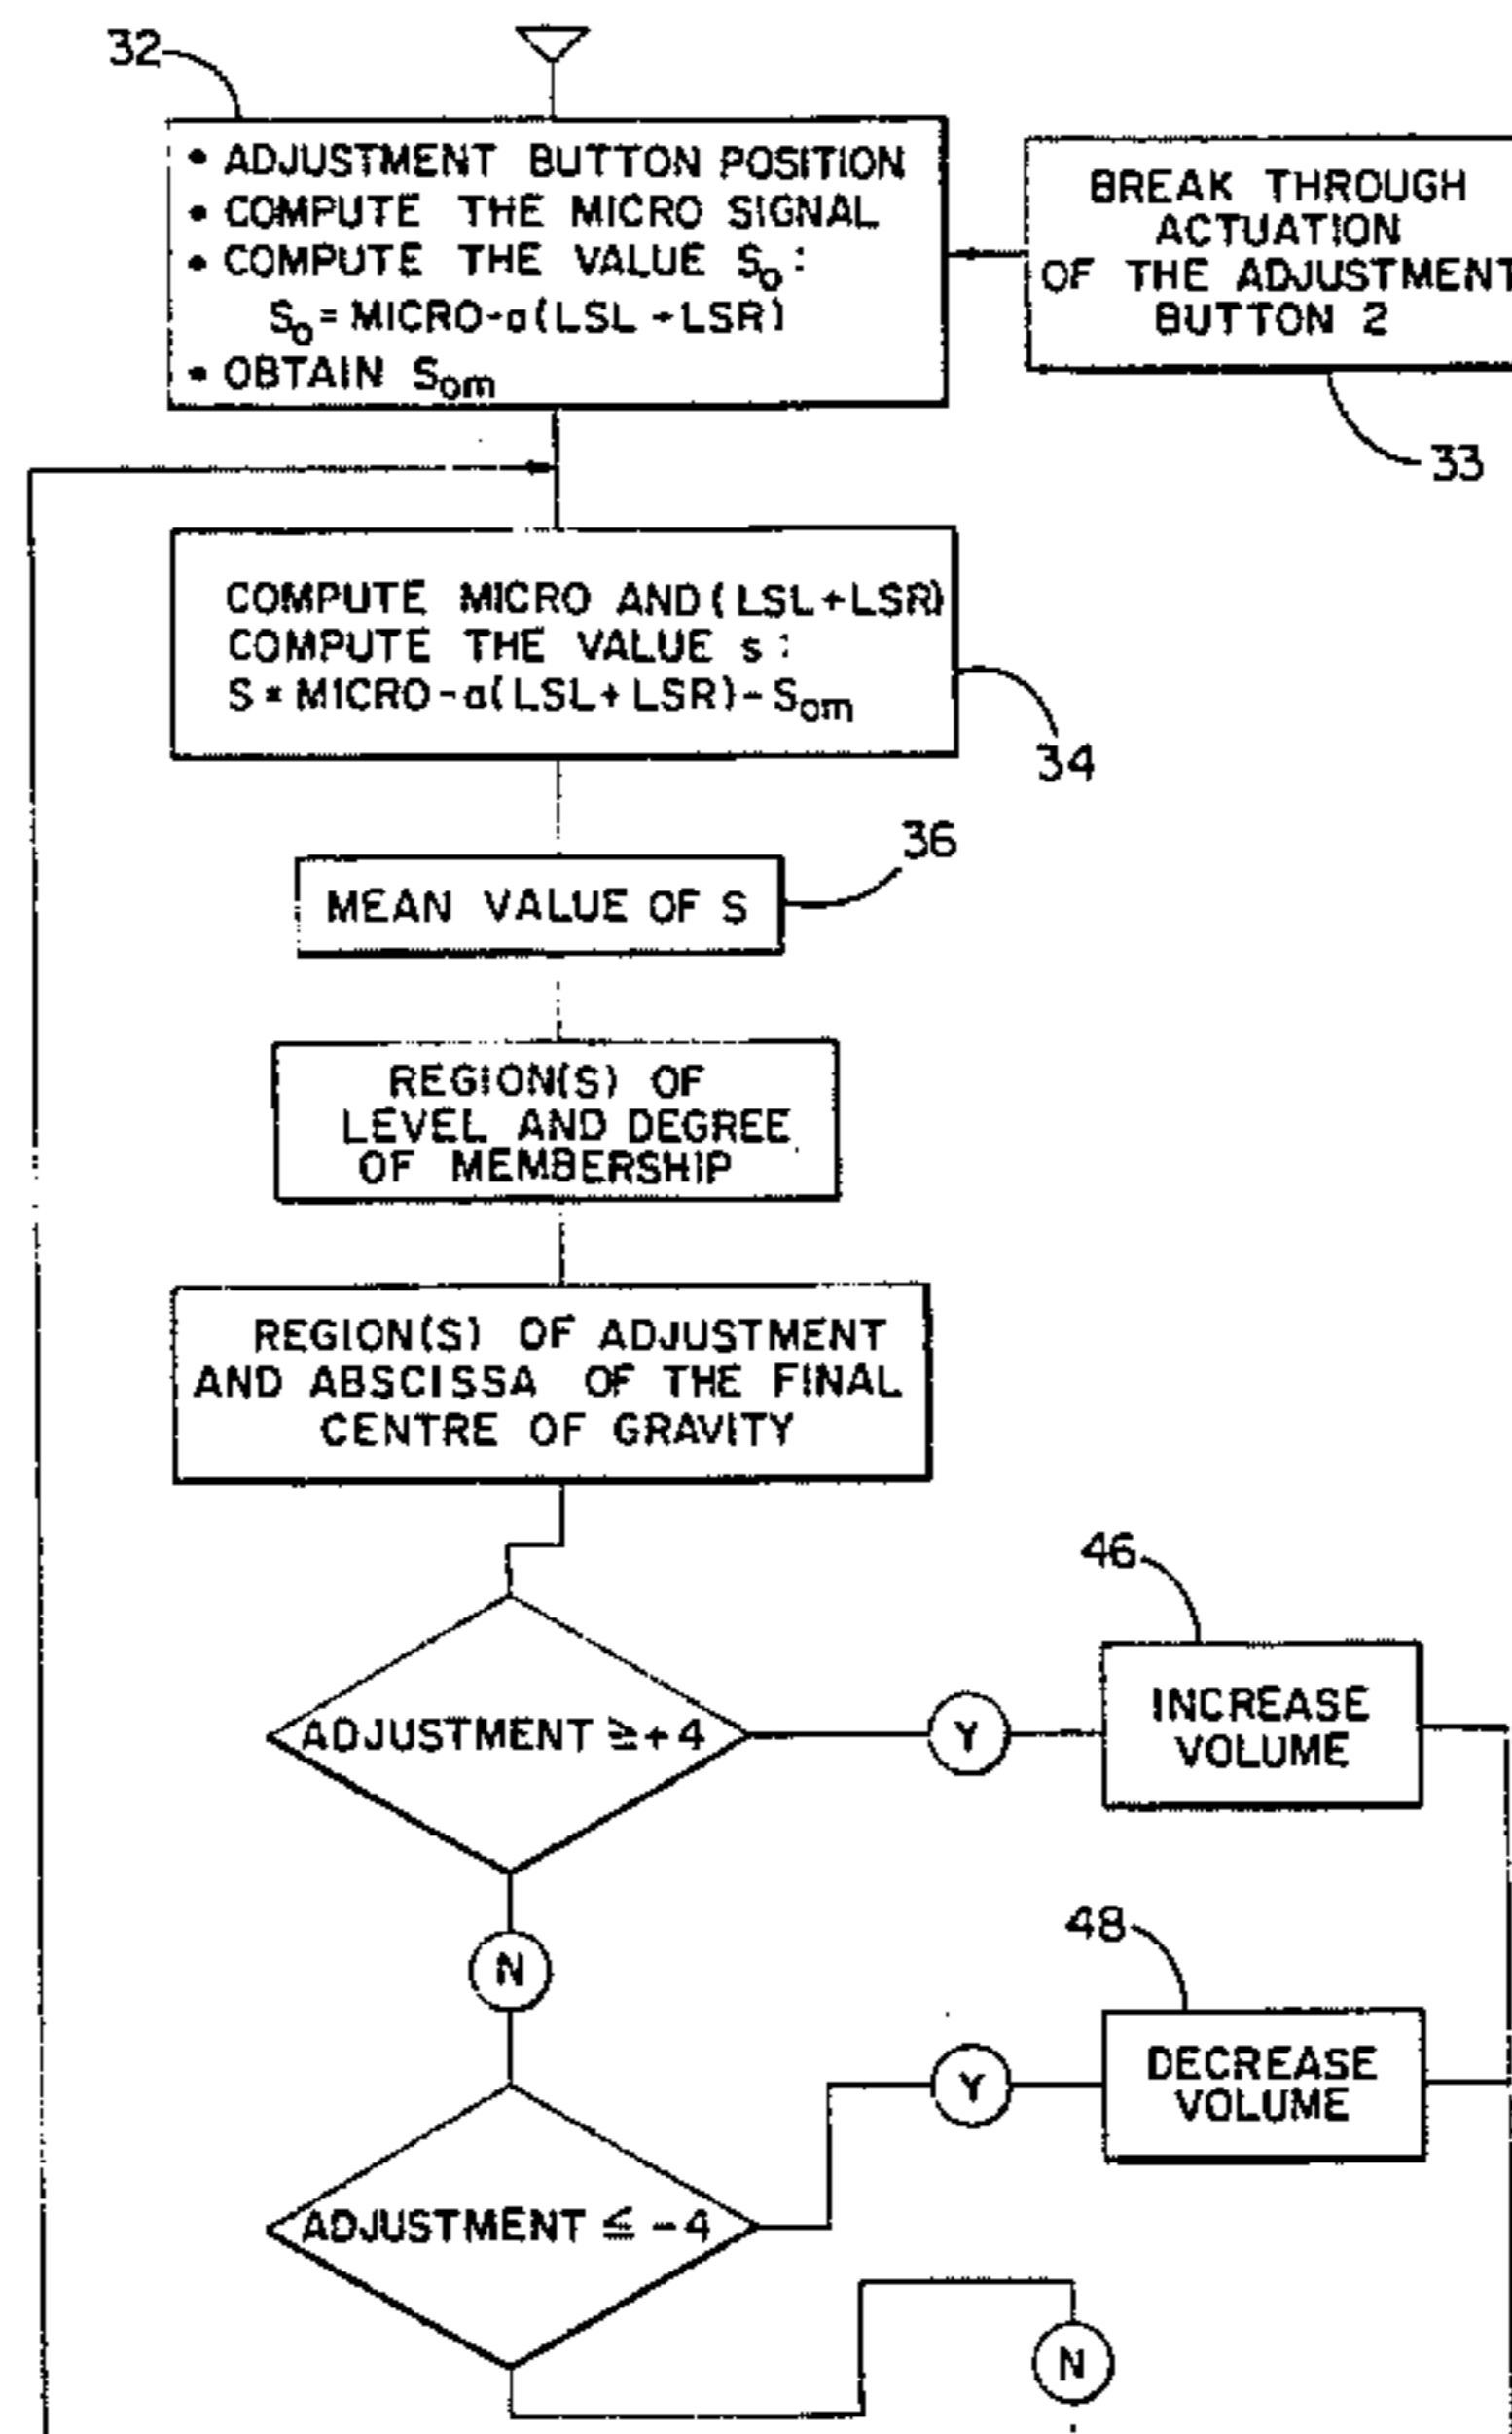 32
• ADJUSTMENT BUTTON POSITION
• COMPUTE THE MICRO SIGNAL
• COMPUTE THE VALUE So :
So = MICRO-a(LSL+LSR)
• OBTAIN Som
BREAK THROUGH
ACTUATION
OF THE ADJUSTMENT
BUTTON 2
33
COMPUTE MICRO AND (LSL+LSR)
COMPUTE THE VALUE s :
S = MICRO-a(LSL+LSR)-Som
34
36
MEAN VALUE OF S
REGION(S) OF
LEVEL AND DEGREE
OF MEMBERSHIP
REGION(S) OF ADJUSTMENT
AND ABSCISSA OF THE FINAL
CENTRE OF GRAVITY
46
ADJUSTMENT ≧+4
Y
INCREASE
VOLUME
N
48
Y
DECREASE
VOLUME
ADJUSTMENT ≦ -4
N